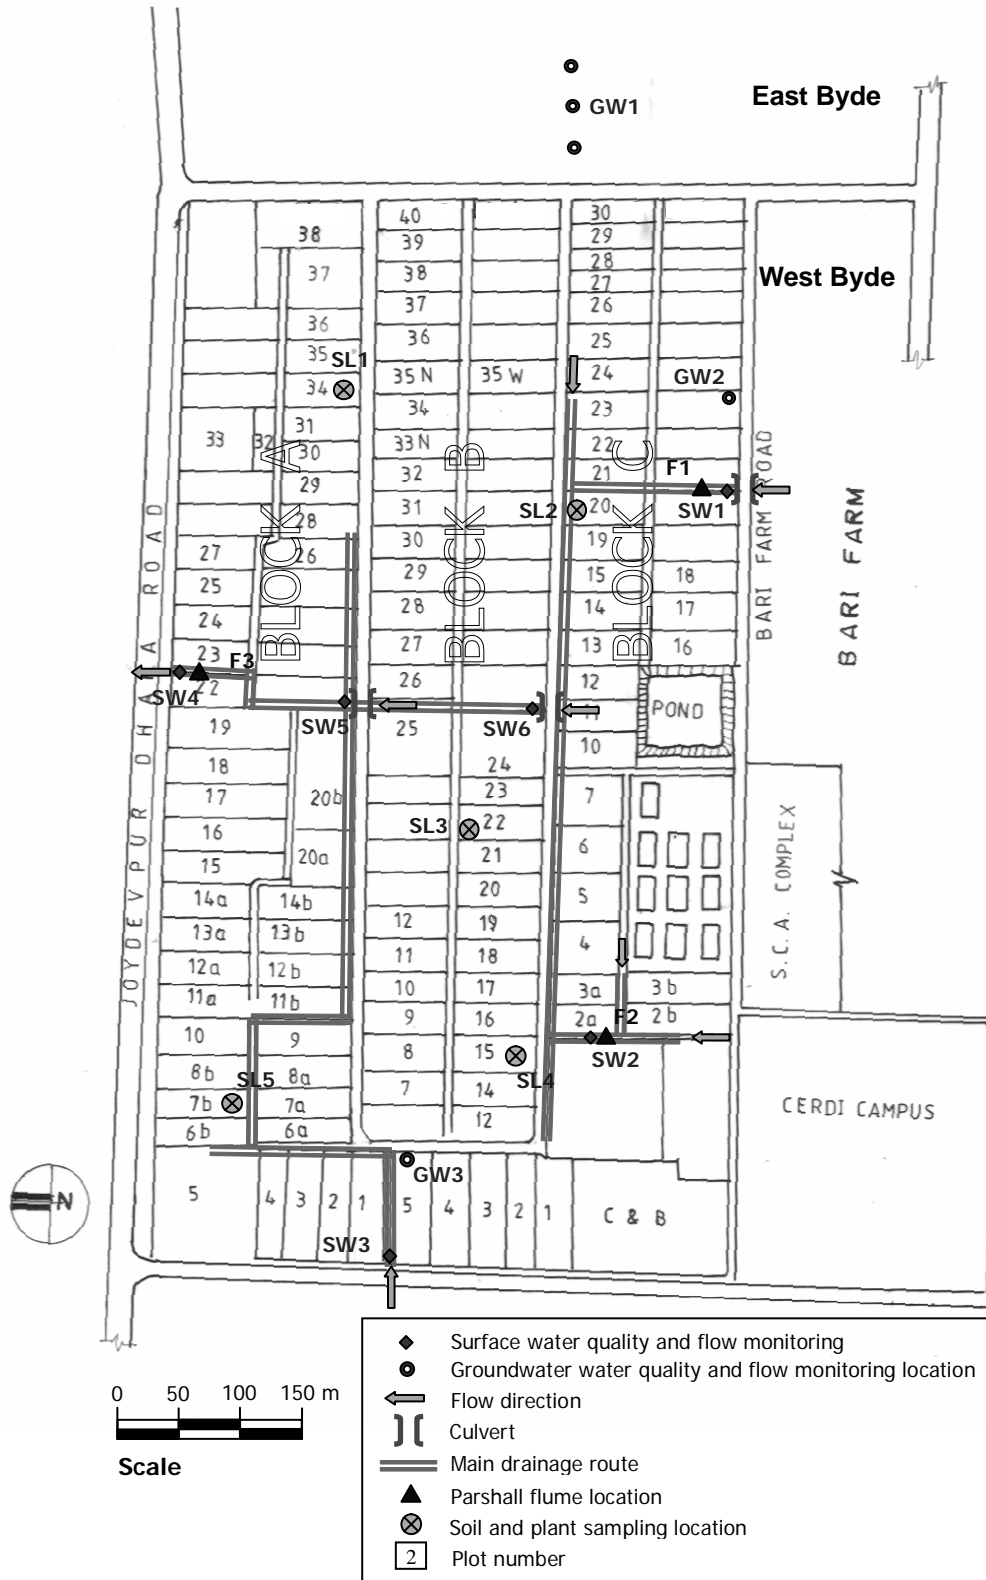 East Byde
GW1
West Byde
40
30
38
39
29
37
38
28
37
27
26
36
36
25
35
SL1
35 N
35 W
24
GW2
34
34
23
33
32
31
33 N
22
30
32
21
F1
29
31
SL2
20
SW1
28
30
19
27
26
29
15
18
25
28
14
17
24
27
13
16
23
F3
26
12
SW4
22
SW5
SW6
11
POND
19
25
10
18
24
17
20b
23
7
16
SL3
22
6
15
20a
21
14a
14b
20
5
13a
13b
12
19
4
12a
12b
11
18
11a
11b
10
17
3a
3b
10
9
9
16
2a
F2
2b
8b
8a
8
15
SW2
SL5
SL4
7b
7a
7
14
6b
6a
12
BLOCK A
BLOCK B
BLOCK C
JOYDEVPUR DHAKA ROAD
BARI FARM ROAD
BARI FARM
S.C.A. COMPLEX
CERDI CAMPUS
GW3
5
4
3
2
1
5
4
3
2
1
C & B
SW3
N
0 50 100 150 m
Scale
Surface water quality and flow monitoring
Groundwater water quality and flow monitoring location
Flow direction
Culvert
Main drainage route
Parshall flume location
Soil and plant sampling location
2 Plot number